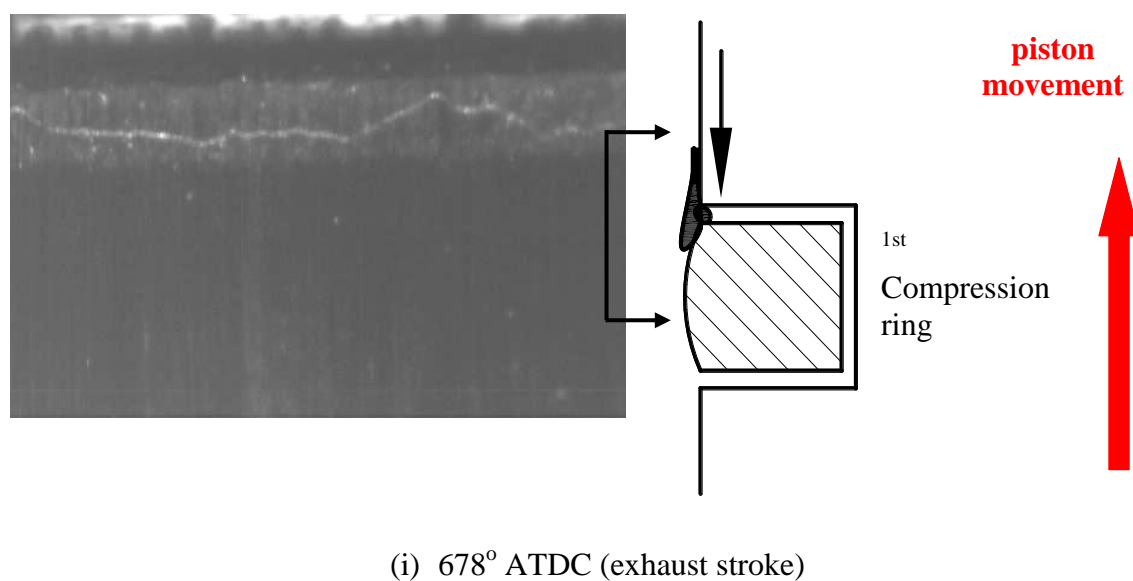 piston
movement
1st
Compression
ring
(i) 678° ATDC (exhaust stroke)